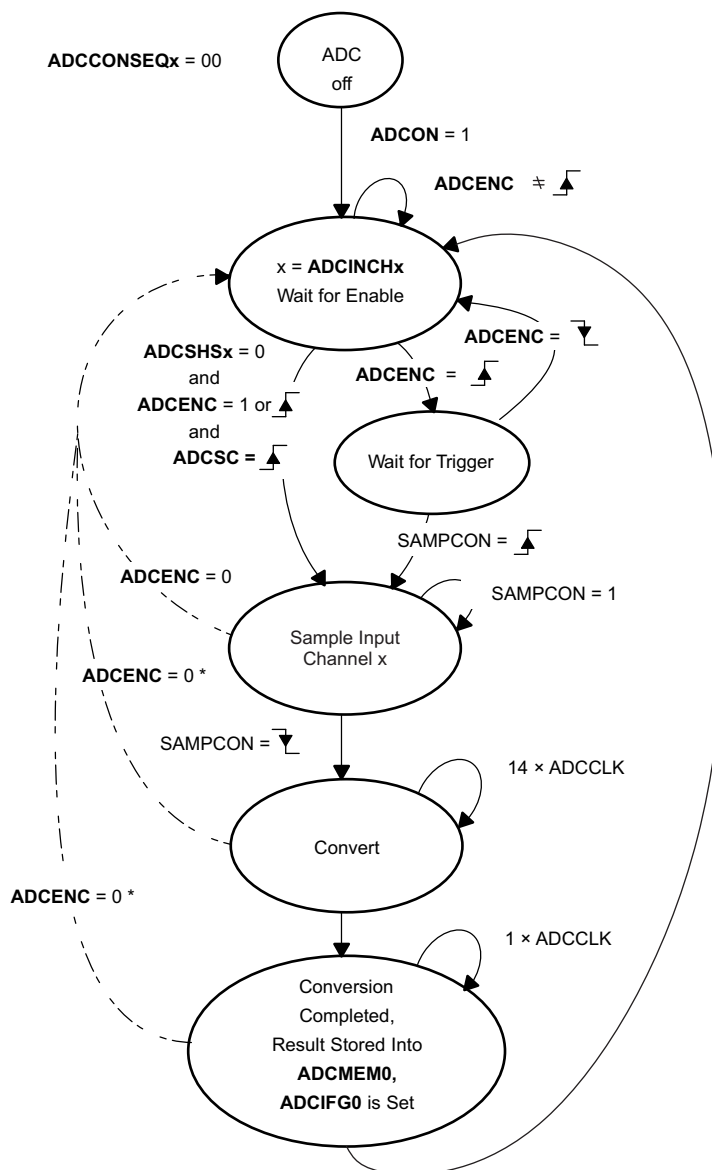 ADCCONSEQx = 00
ADC
off
ADCON = 1
ADCENC ≠
x = ADCINCHx
Wait for Enable
ADCENC =
ADCSHSx = 0
and
ADCENC = 1 or
and
ADCSC =
ADCENC =
Wait for Trigger
SAMPCON =
ADCENC = 0
SAMPCON = 1
Sample Input
Channel x
ADCENC = 0 *
SAMPCON =
14 × ADCCLK
Convert
ADCENC = 0 *
1 × ADCCLK
Conversion
Completed,
Result Stored Into
ADCMEM0,
ADCIFG0 is Set